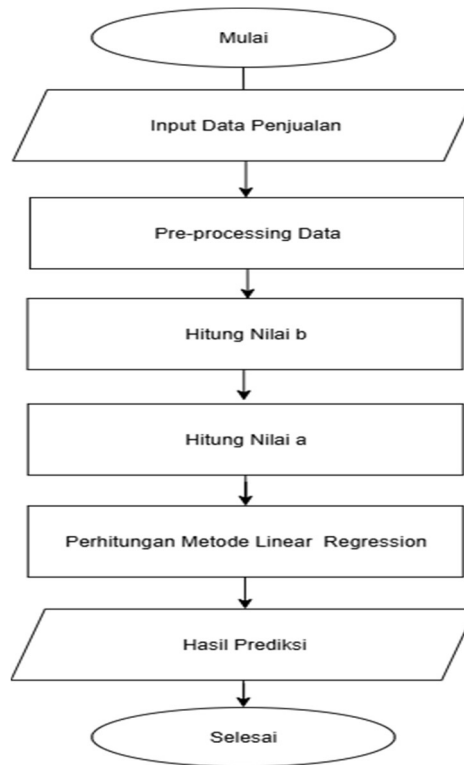 Mulai
Input Data Penjualan
Pre-processing Data
Hitung Nilai b
Hitung Nilai a
Perhitungan Metode Linear Regression
Hasil Prediksi
Selesai